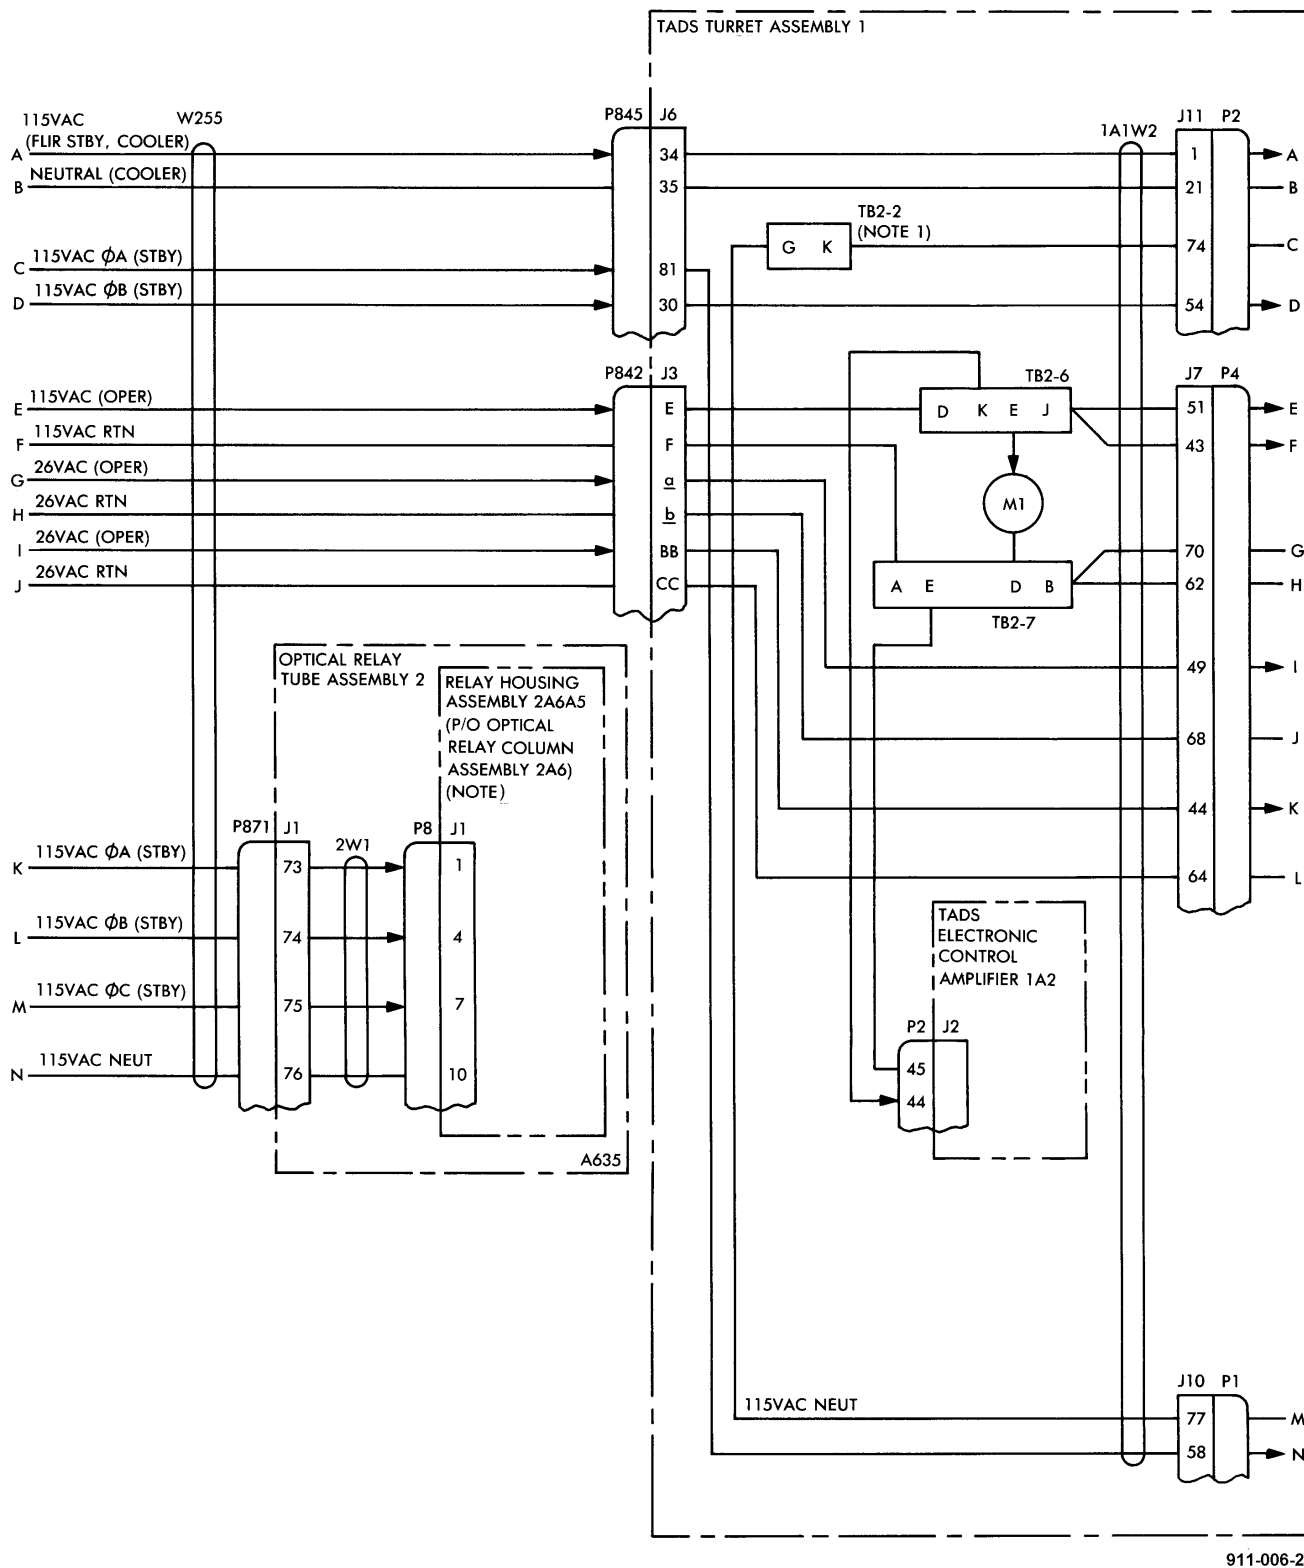 TADS TURRET ASSEMBLY 1
115VAC
(FLIR STBY, COOLER)
W255
P845 J6
1A1W2
J11 P2
A
34
1
A
B NEUTRAL (COOLER)
35
21
B
TB2-2
(NOTE 1)
G K
74
C
C 115VAC ϕA (STBY)
81
D 115VAC ϕB (STBY)
30
54
D
P842 J3
TB2-6
J7 P4
E 115VAC (OPER)
E
D K E J
51
E
F 115VAC RTN
F
43
F
G 26VAC (OPER)
a
M1
H 26VAC RTN
b
I 26VAC (OPER)
BB
70
G
J 26VAC RTN
CC
A E D B
62
H
TB2-7
OPTICAL RELAY
TUBE ASSEMBLY 2
RELAY HOUSING
ASSEMBLY 2A6A5
(P/O OPTICAL
RELAY COLUMN
ASSEMBLY 2A6)
(NOTE)
49
I
68
J
44
K
64
L
P871 J1
2W1
P8 J1
K 115VAC ϕA (STBY)
73
1
L 115VAC ϕB (STBY)
74
4
M 115VAC ϕC (STBY)
75
7
N 115VAC NEUT
76
10
A635
TADS
ELECTRONIC
CONTROL
AMPLIFIER 1A2
P2 J2
45
44
J10 P1
115VAC NEUT
77
M
58
N
911-006-2